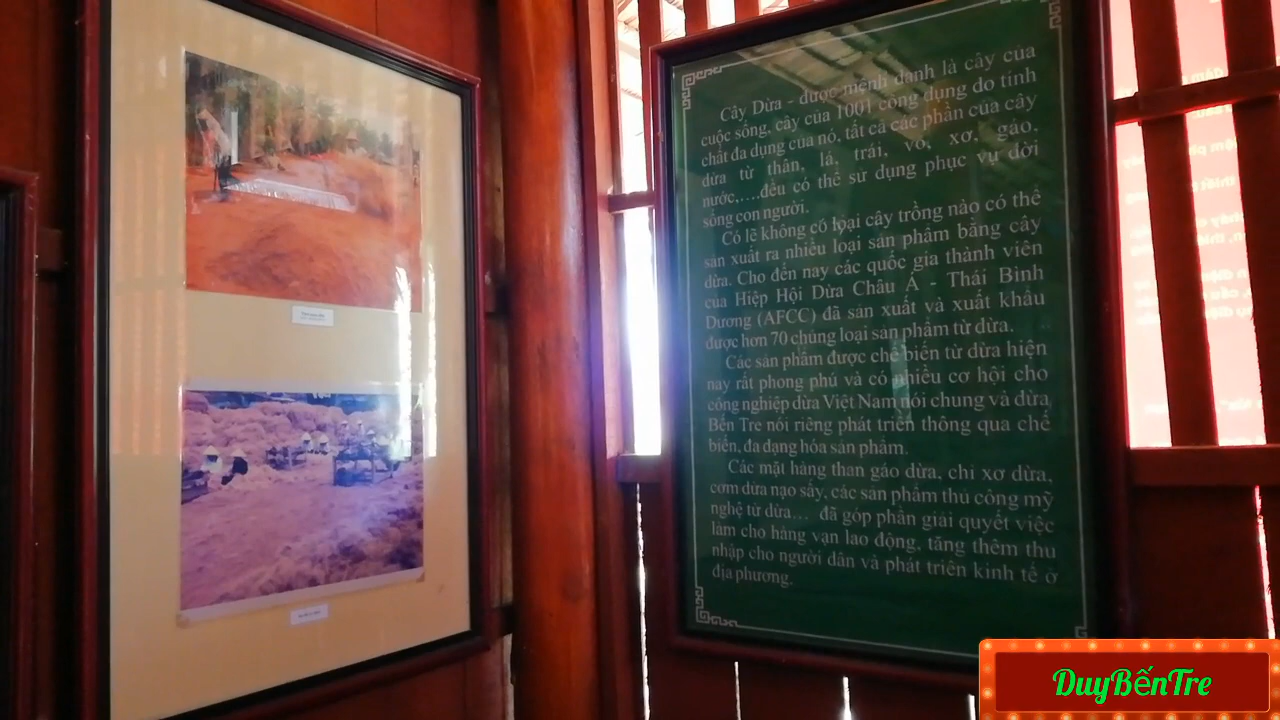 Cây Dừa - được mệnh danh là cây của
cuộc sống, cây của 1001 công dụng do tính
chất đa dụng của nó, tất cả các phần của cây
dừa từ thân, lá, trái, vỏ, xơ, gáo,
nước,….đều có thể sử dụng phục vụ đời
sống con người.
Có lẽ không có loại cây trồng nào có thể
sản xuất ra nhiều loại sản phẩm bằng cây
dừa. Cho đến nay các quốc gia thành viên
của Hiệp Hội Dừa Châu Á - Thái Bình
Dương (AFCC) đã sản xuất và xuất khẩu
được hơn 70 chủng loại sản phẩm từ dừa.
Các sản phẩm được chế biến từ dừa hiện
nay rất phong phú và có nhiều cơ hội cho
công nghiệp dừa Việt Nam nói chung và dừa
Bến Tre nói riêng phát triển thông qua chế
biến, đa dạng hóa sản phẩm.
Các mặt hàng than gáo dừa, chỉ xơ dừa,
cơm dừa nạo sấy, các sản phẩm thủ công mỹ
nghệ từ dừa… đã góp phần giải quyết việc
làm cho hàng vạn lao động, tăng thêm thu
nhập cho người dân và phát triển kinh tế ở
địa phương.
DuyBếnTre